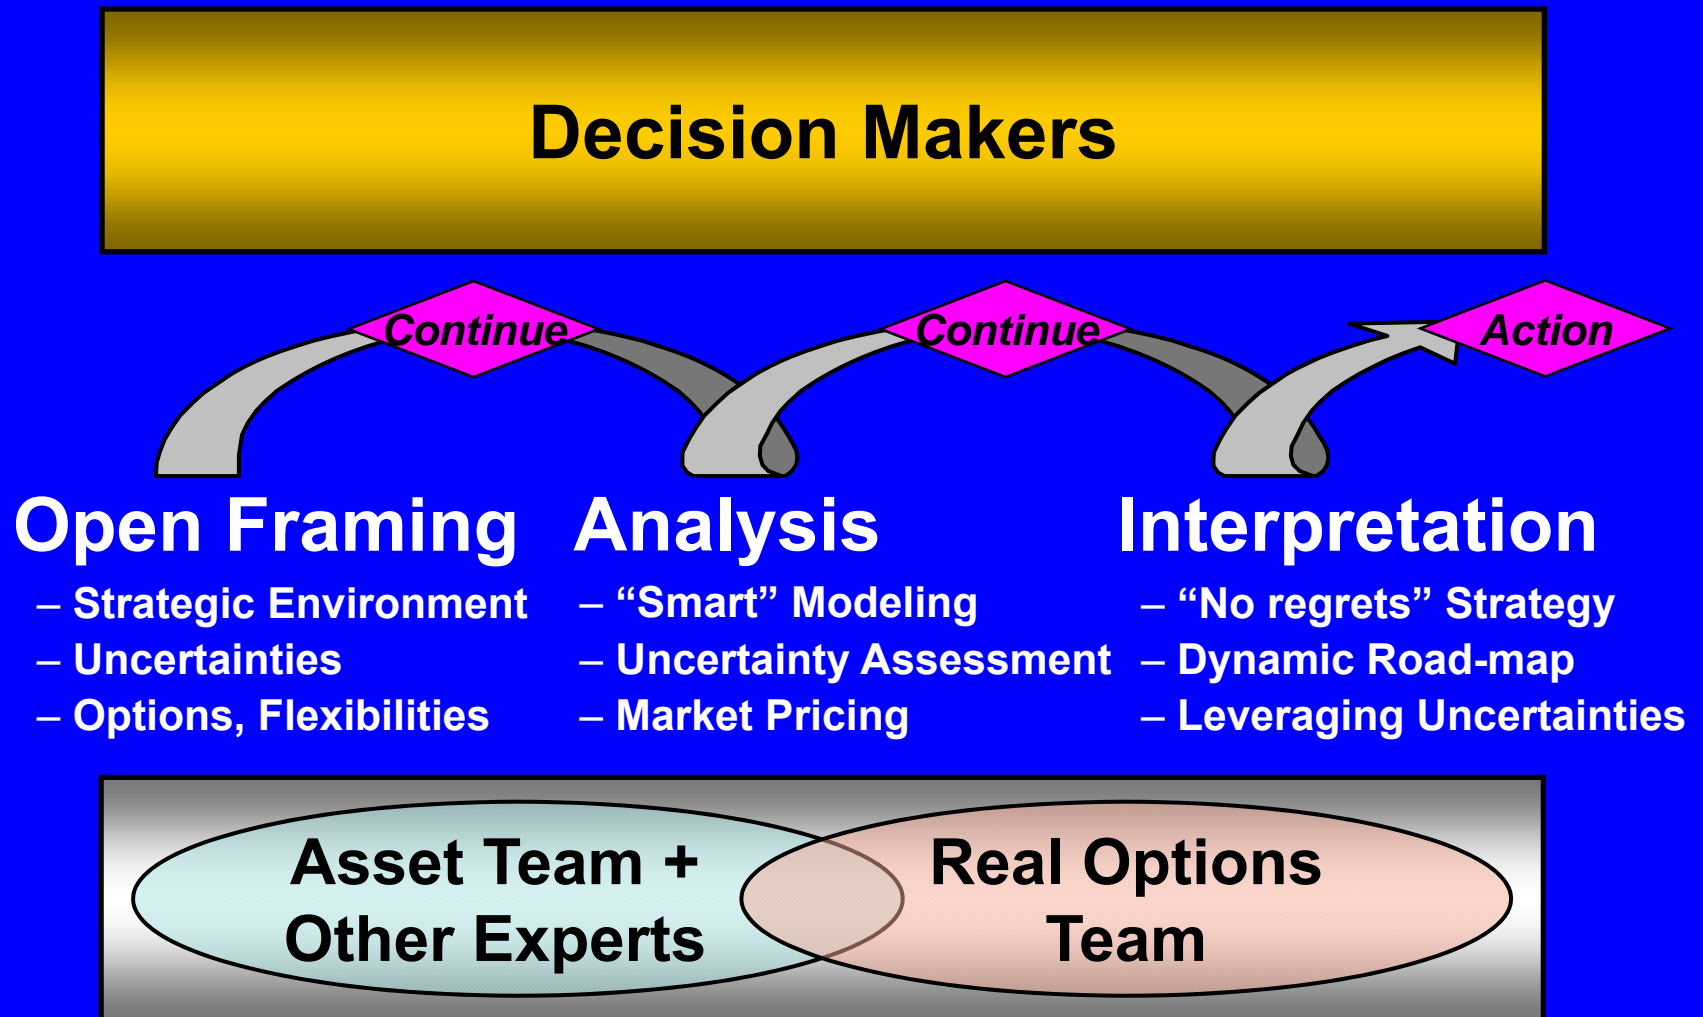 Decision Makers
Continue
Continue
Action
Open Framing
– Strategic Environment
– Uncertainties
– Options, Flexibilities
Analysis
– “Smart” Modeling
– Uncertainty Assessment
– Market Pricing
Interpretation
– “No regrets” Strategy
– Dynamic Road-map
– Leveraging Uncertainties
Asset Team +
Other Experts
Real Options
Team